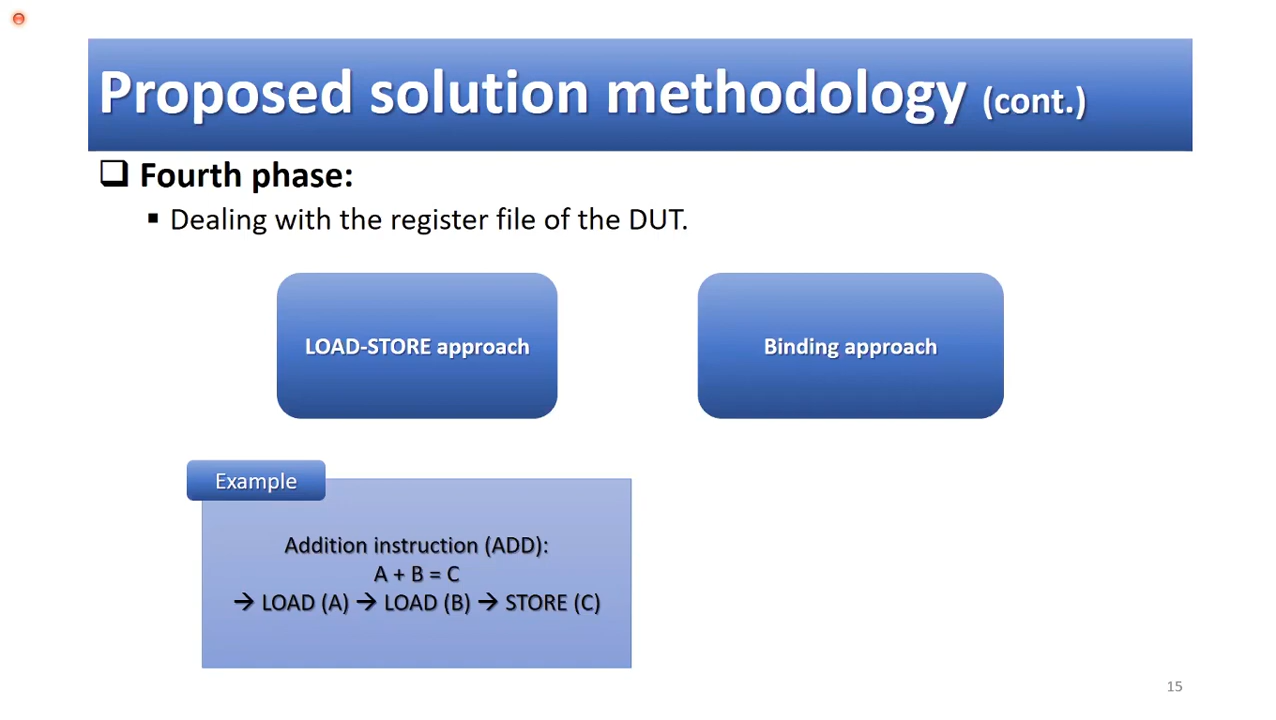 Proposed solution methodology (cont.)
❑ Fourth phase:
▪ Dealing with the register file of the DUT.
LOAD-STORE approach
Binding approach
Example
Addition instruction (ADD):
A + B = C
→ LOAD (A) → LOAD (B) → STORE (C)
15